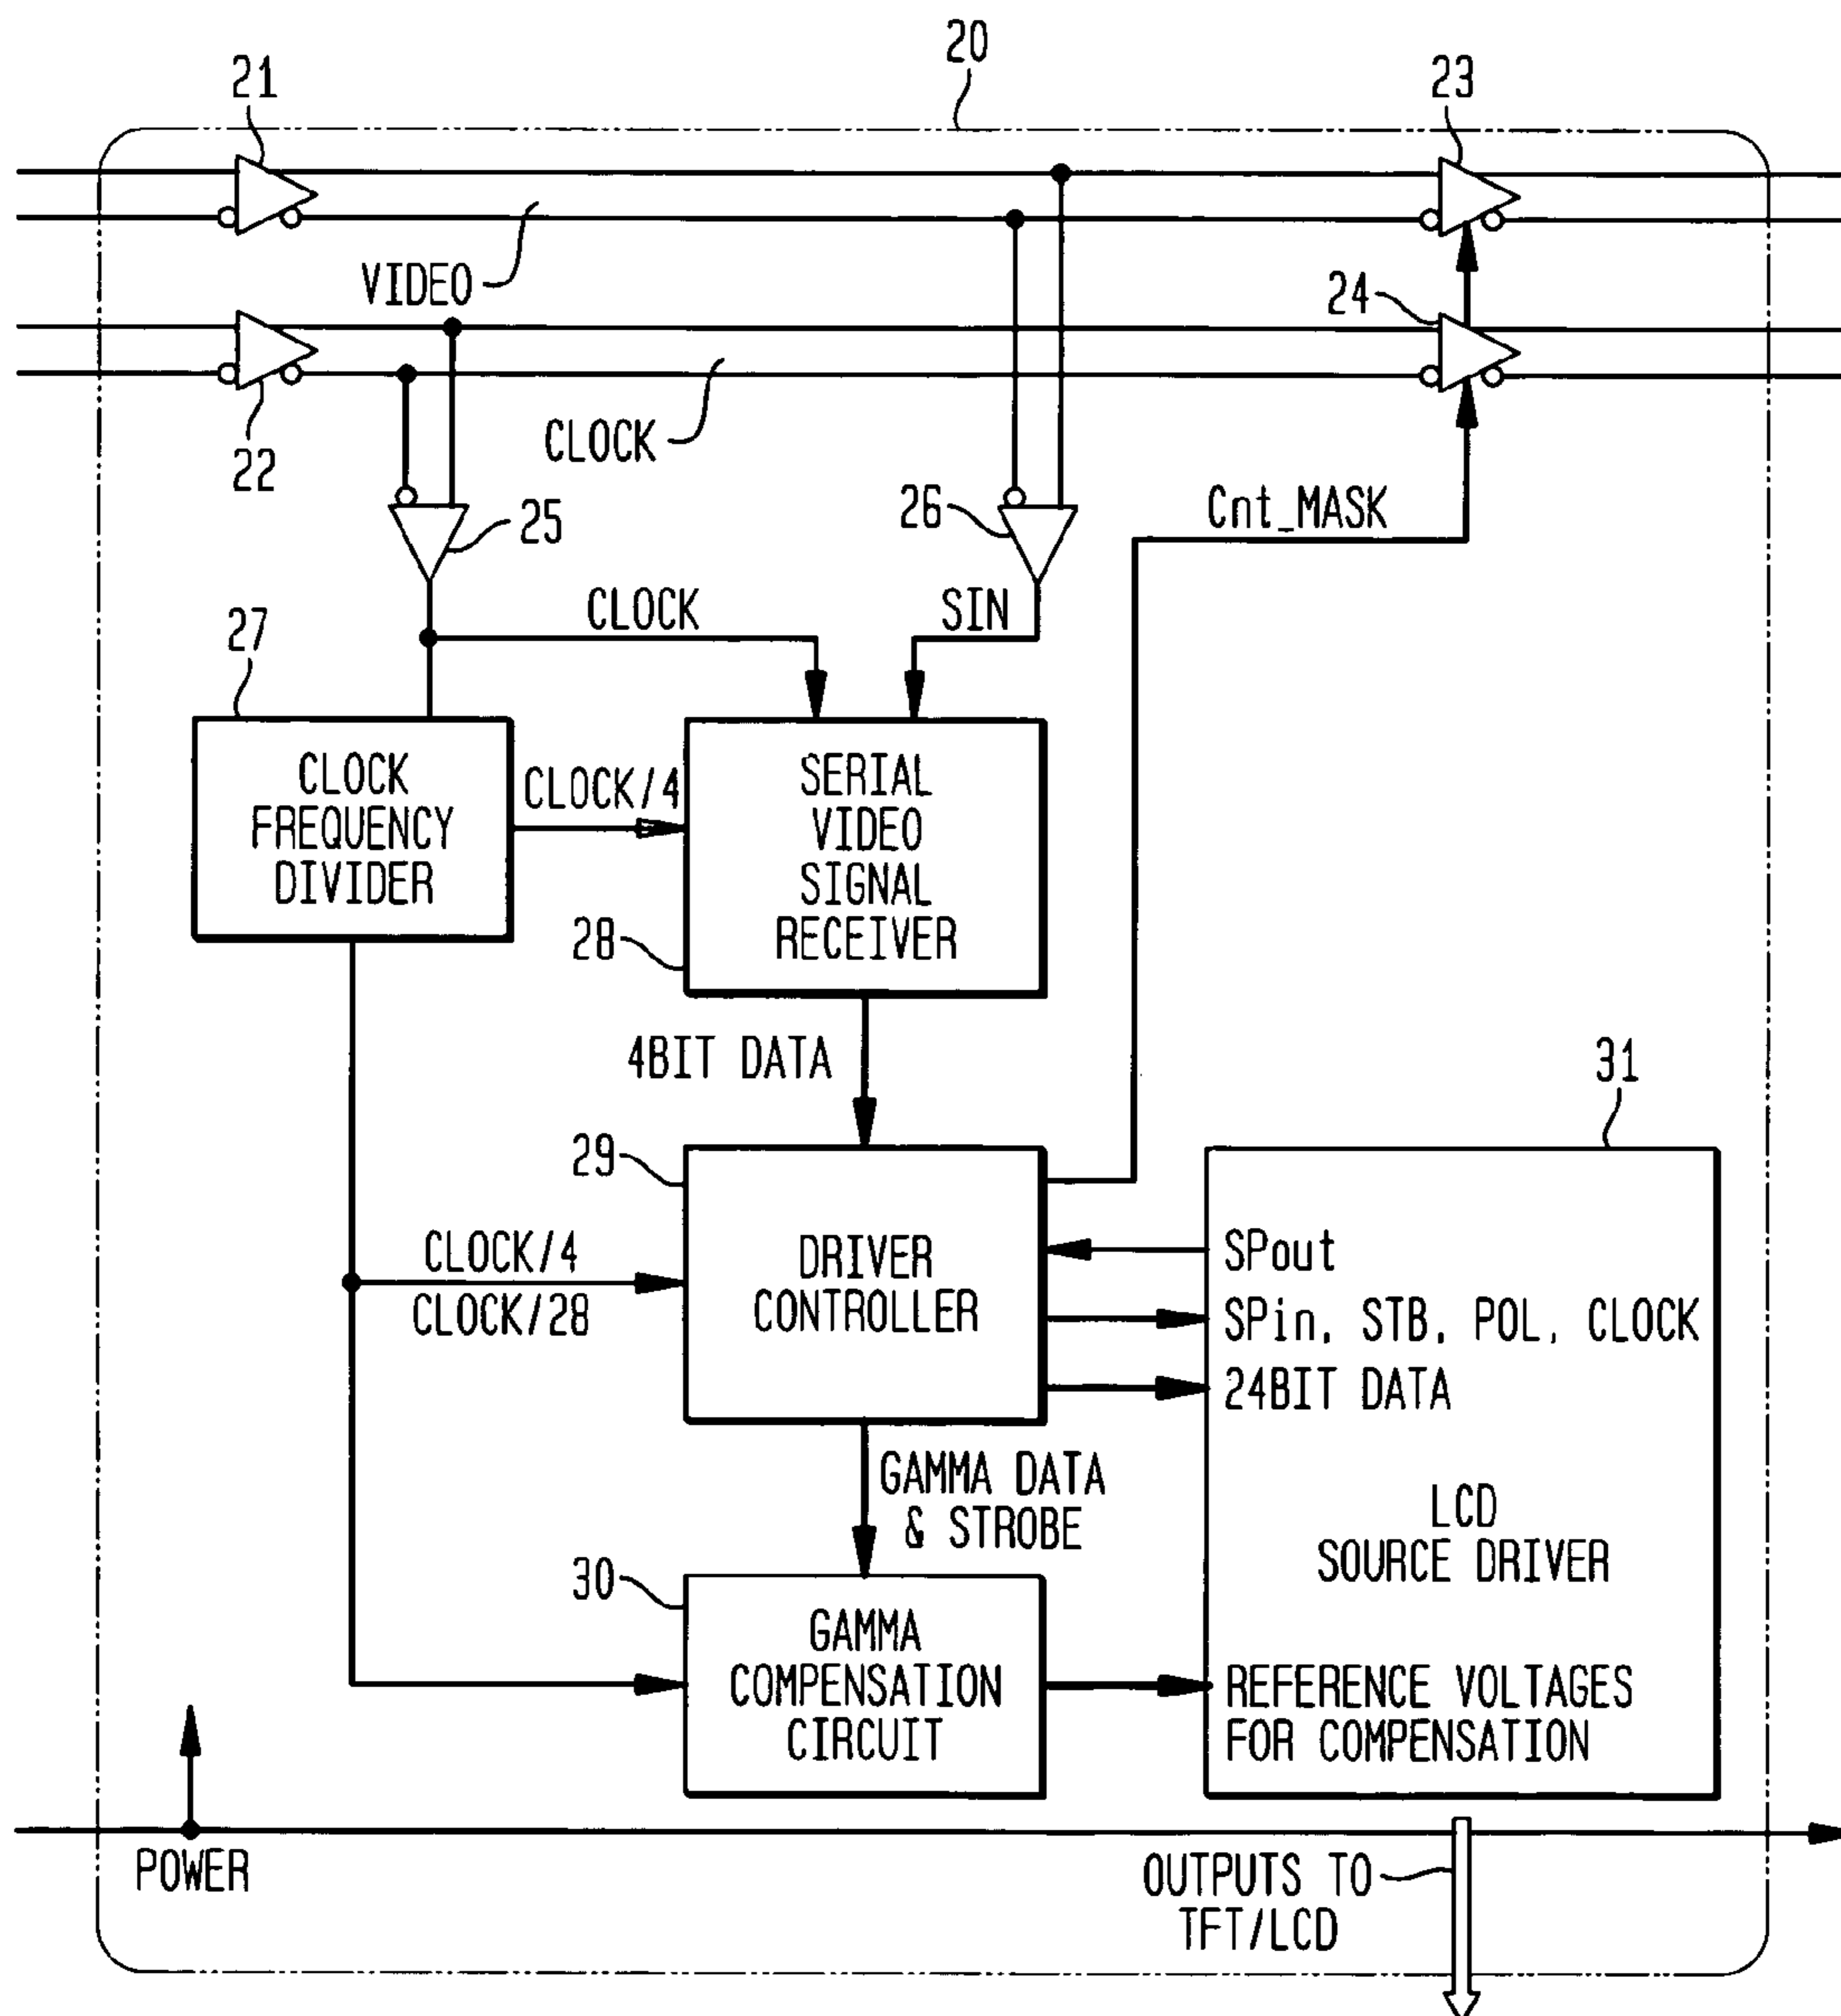 20
21
23
VIDEO
24
22
CLOCK
25
26
Cnt_MASK
CLOCK
SIN
27
CLOCK
FREQUENCY
DIVIDER
CLOCK/4
SERIAL
VIDEO
SIGNAL
RECEIVER
28
4BIT DATA
31
29
CLOCK/4
CLOCK/28
DRIVER
CONTROLLER
SPout
SPin, STB, POL, CLOCK
24BIT DATA
GAMMA DATA
& STROBE
LCD
SOURCE DRIVER
30
GAMMA
COMPENSATION
CIRCUIT
REFERENCE VOLTAGES
FOR COMPENSATION
POWER
OUTPUTS TO
TFT/LCD